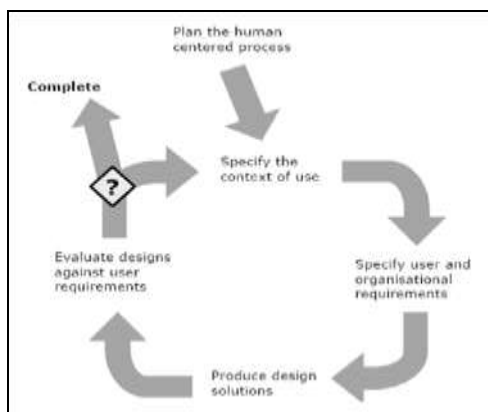 Plan the human
centered process
Complete
Specify the
context of use
?
Evaluate designs
against user
requirements
Specify user and
organisational
requirements
Produce design
solutions